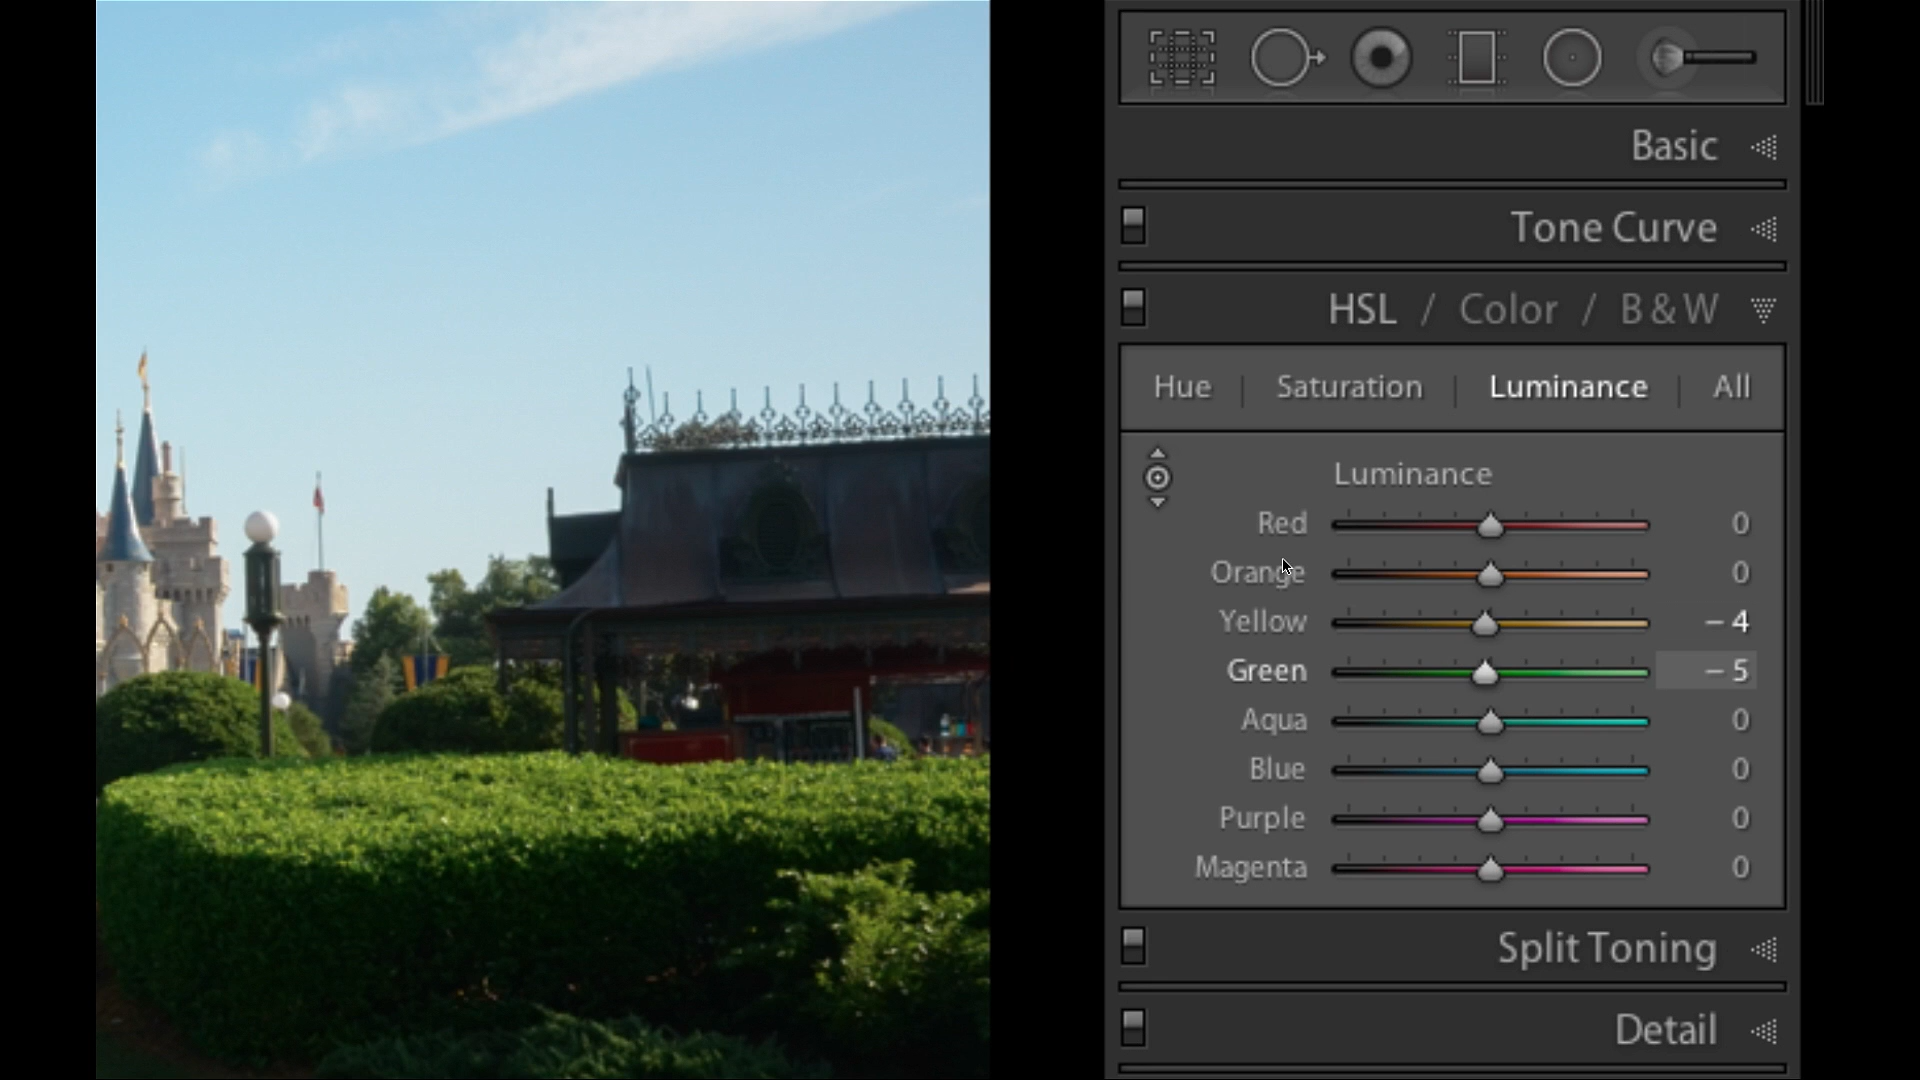 Basic
Tone Curve
HSL / Color / B & W
Hue | Saturation | Luminance | All
Luminance
Red 0
Orange 0
Yellow – 4
Green – 5
Aqua 0
Blue 0
Purple 0
Magenta 0
Split Toning
Detail